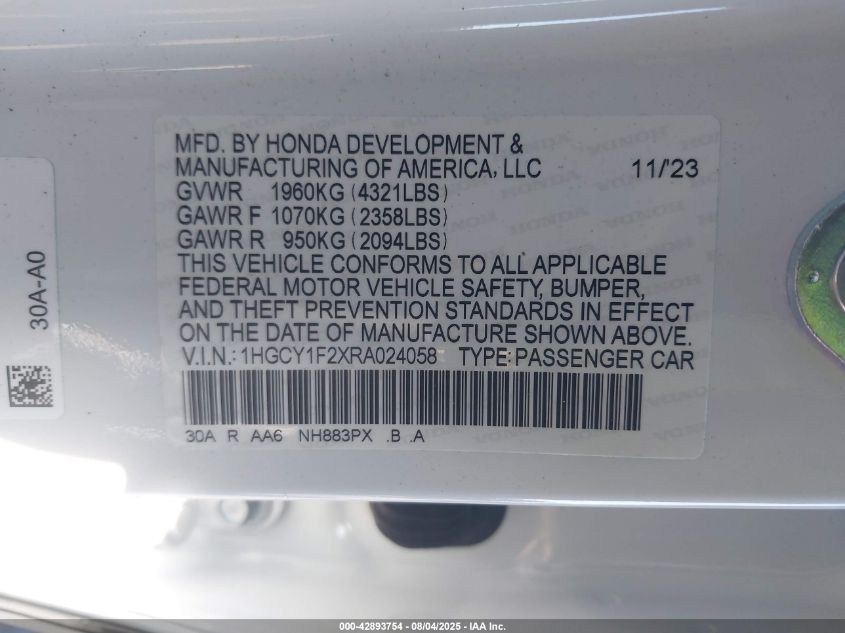 MFD. BY HONDA DEVELOPMENT &
MANUFACTURING OF AMERICA, LLC 11/'23
GVWR 1960KG (4321LBS)
GAWR F 1070KG (2358LBS)
GAWR R 950KG (2094LBS)
THIS VEHICLE CONFORMS TO ALL APPLICABLE
FEDERAL MOTOR VEHICLE SAFETY, BUMPER,
AND THEFT PREVENTION STANDARDS IN EFFECT
ON THE DATE OF MANUFACTURE SHOWN ABOVE.
V.I.N.: 1HGCY1F2XRA024058 TYPE: PASSENGER CAR
30A R AA6 NH883PX .B .A
30A-A0
000-42893754 - 08/04/2025 - IAA Inc.